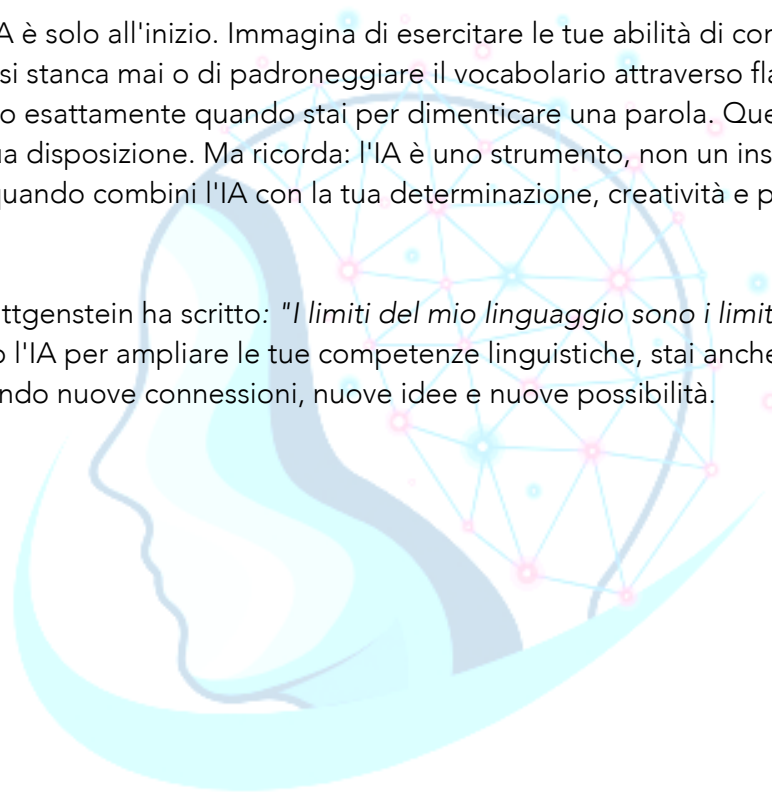 A è solo all'inizio. Immagina di esercitare le tue abilità di con
si stanca mai o di padroneggiare il vocabolario attraverso fla
o esattamente quando stai per dimenticare una parola. Que
ua disposizione. Ma ricorda: l'IA è uno strumento, non un ins
quando combini l'IA con la tua determinazione, creatività e p
ttgenstein ha scritto: "I limiti del mio linguaggio sono i limit
o l'IA per ampliare le tue competenze linguistiche, stai anche
ndo nuove connessioni, nuove idee e nuove possibilità.